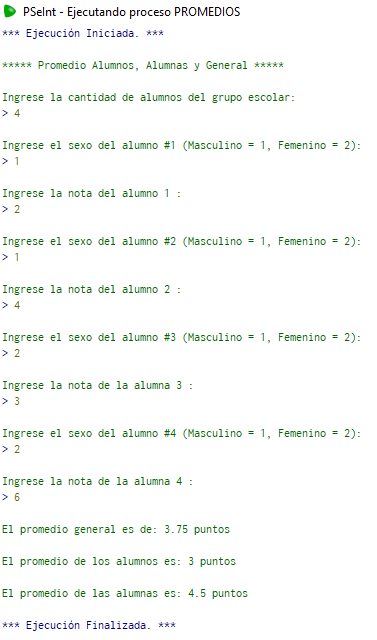 PSeInt - Ejecutando proceso PROMEDIOS
*** Ejecución Iniciada. ***
***** Promedio Alumnos, Alumnas y General *****
Ingrese la cantidad de alumnos del grupo escolar:
> 4
Ingrese el sexo del alumno #1 (Masculino = 1, Femenino = 2):
> 1
Ingrese la nota del alumno 1 :
> 2
Ingrese el sexo del alumno #2 (Masculino = 1, Femenino = 2):
> 1
Ingrese la nota del alumno 2 :
> 4
Ingrese el sexo del alumno #3 (Masculino = 1, Femenino = 2):
> 2
Ingrese la nota de la alumna 3 :
> 3
Ingrese el sexo del alumno #4 (Masculino = 1, Femenino = 2):
> 2
Ingrese la nota de la alumna 4 :
> 6
El promedio general es de: 3.75 puntos
El promedio de los alumnos es: 3 puntos
El promedio de las alumnas es: 4.5 puntos
*** Ejecución Finalizada. ***